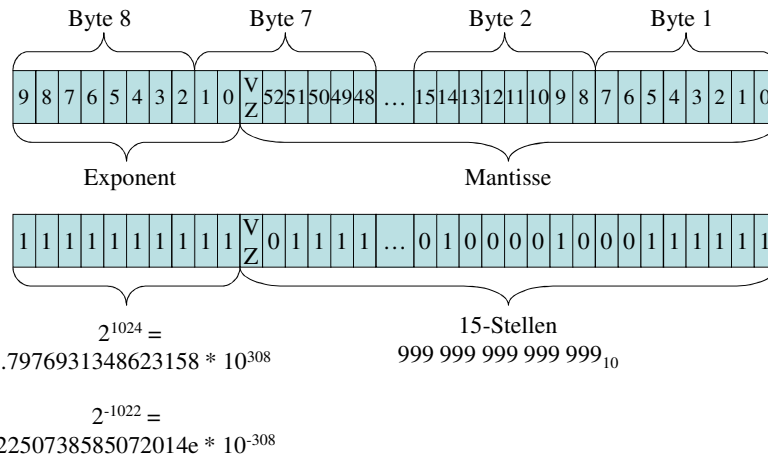 Byte 8 Byte 7 Byte 2 Byte 1
9 8 7 6 5 4 3 2 1 0 VZ 52 51 50 49 48 ... 15 14 13 12 11 10 9 8 7 6 5 4 3 2 1 0
Exponent Mantisse
1 1 1 1 1 1 1 1 1 1 VZ 0 1 1 1 1 ... 0 1 0 0 0 0 1 0 0 0 1 1 1 1 1 1
2^1024 =
.7976931348623158 * 10^308
15-Stellen
999 999 999 999 999_10
2^-1022 =
2250738585072014e * 10^-308